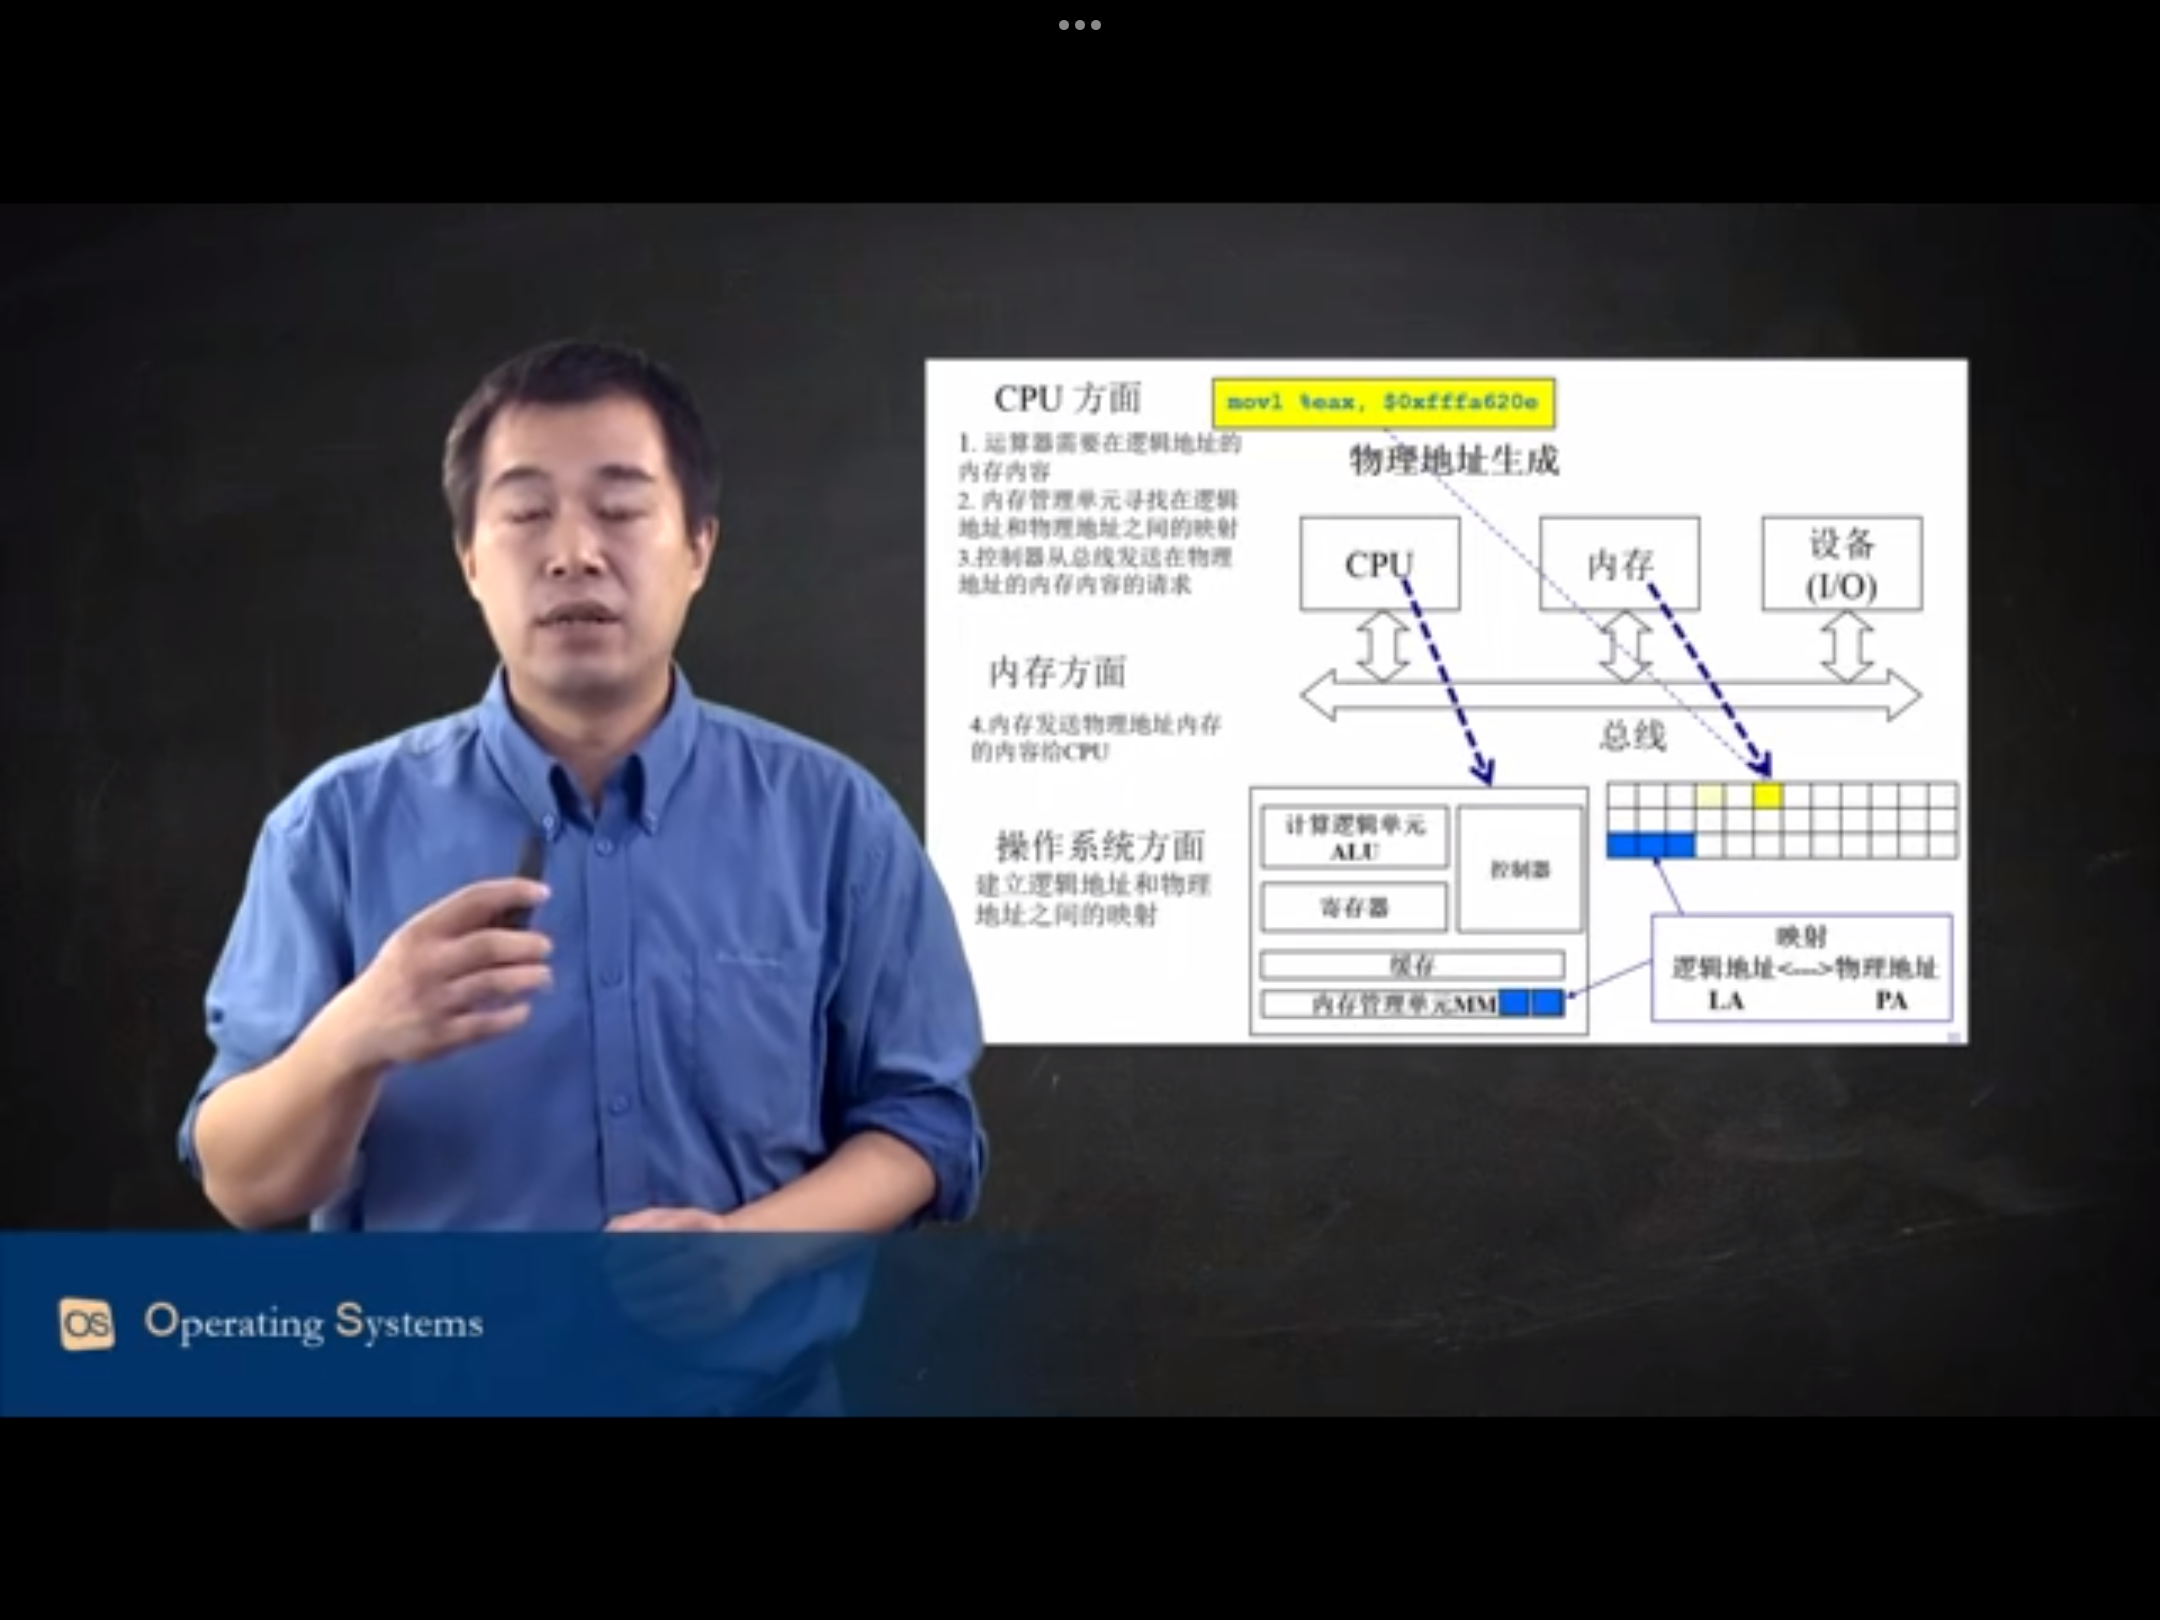 CPU 方面
movl %eax, $0xfffa620e
1. 运算器需要在逻辑地址的
内存内容
2. 内存管理单元寻找在逻辑
地址和物理地址之间的映射
3.控制器从总线发送在物理
地址的内存内容的请求
物理地址生成
CPU
内存
设备
(I/O)
总线
内存方面
4.内存发送物理地址内存
的内容给CPU
操作系统方面
建立逻辑地址和物理
地址之间的映射
计算逻辑单元
ALU
控制器
寄存器
缓存
内存管理单元MM
映射
逻辑地址<--->物理地址
LA PA
OS Operating Systems